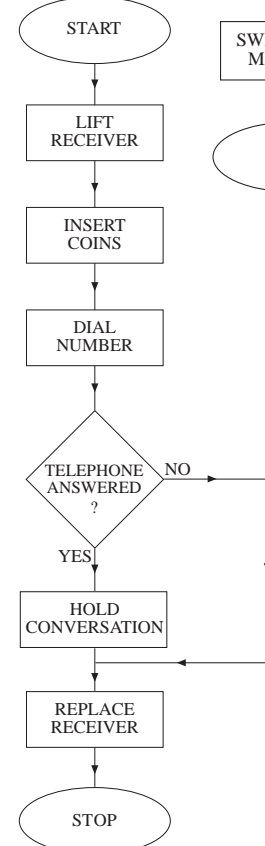 START
LIFT
RECEIVER
INSERT
COINS
DIAL
NUMBER
TELEPHONE
ANSWERED
?
NO
YES
HOLD
CONVERSATION
REPLACE
RECEIVER
STOP